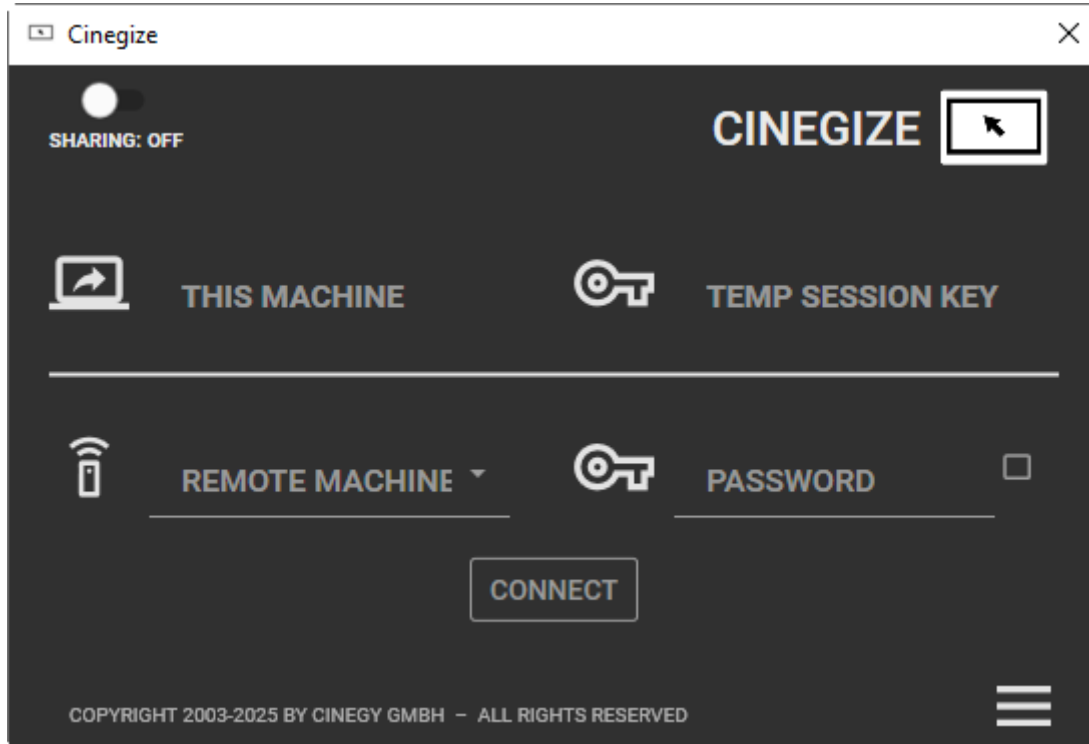 Cinegize
SHARING: OFF
CINEGIZE
THIS MACHINE
TEMP SESSION KEY
REMOTE MACHINE
PASSWORD
CONNECT
COPYRIGHT 2003-2025 BY CINEGY GMBH – ALL RIGHTS RESERVED